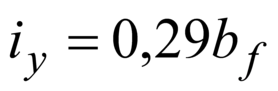 i_y = 0,29b_f